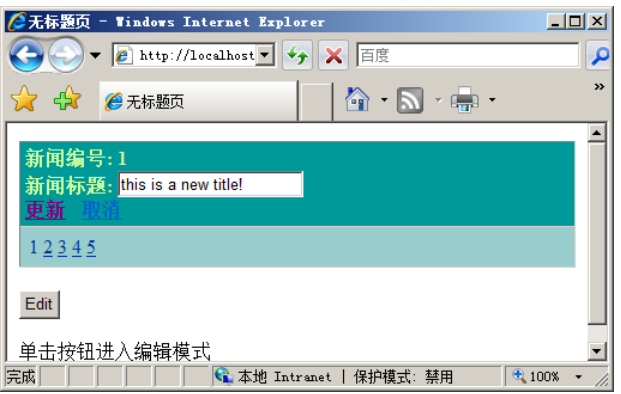 无标题页 - Windows Internet Explorer
http://localhost
百度
无标题页
»
新闻编号: 1
新闻标题: this is a new title!
更新 取消
1 2 3 4 5
Edit
单击按钮进入编辑模式
完成 本地 Intranet | 保护模式: 禁用 100%